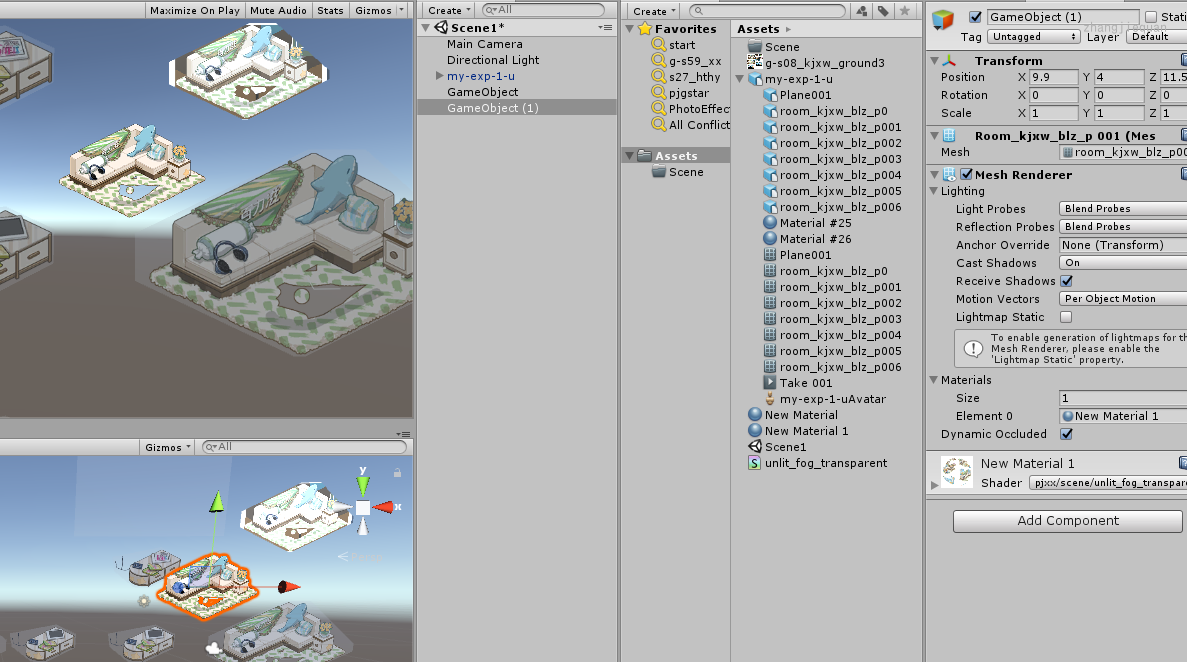 Maximize On Play Mute Audio Stats Gizmos
Gizmos All
y
x
Create All
Scene1*
Main Camera
Directional Light
my-exp-1-u
GameObject
GameObject (1)
Create
Favorites
start
g-s59_xx
s27_hthy
pjgstar
PhotoEffec
All Conflict
Assets
Scene
Assets
Scene
g-s08_kjxw_ground3
my-exp-1-u
Plane001
room_kjxw_blz_p0
room_kjxw_blz_p001
room_kjxw_blz_p002
room_kjxw_blz_p003
room_kjxw_blz_p004
room_kjxw_blz_p005
room_kjxw_blz_p006
Material #25
Material #26
Plane001
room_kjxw_blz_p0
room_kjxw_blz_p001
room_kjxw_blz_p002
room_kjxw_blz_p003
room_kjxw_blz_p004
room_kjxw_blz_p005
room_kjxw_blz_p006
Take 001
my-exp-1-uAvatar
New Material
New Material 1
Scene1
unlit_fog_transparent
GameObject (1) Stati
Tag Untagged Layer Default
Transform
Position X 9.9 Y 4 Z 11.5
Rotation X 0 Y 0 Z 0
Scale X 1 Y 1 Z 1
Room_kjxw_blz_p 001 (Mes
Mesh room_kjxw_blz_p00
Mesh Renderer
Lighting
Light Probes Blend Probes
Reflection Probes Blend Probes
Anchor Override None (Transform)
Cast Shadows On
Receive Shadows
Motion Vectors Per Object Motion
Lightmap Static
To enable generation of lightmaps for th
Mesh Renderer, please enable the
'Lightmap Static' property.
Materials
Size 1
Element 0 New Material 1
Dynamic Occluded
New Material 1
Shader pjxx/scene/unlit_fog_transpare
Add Component